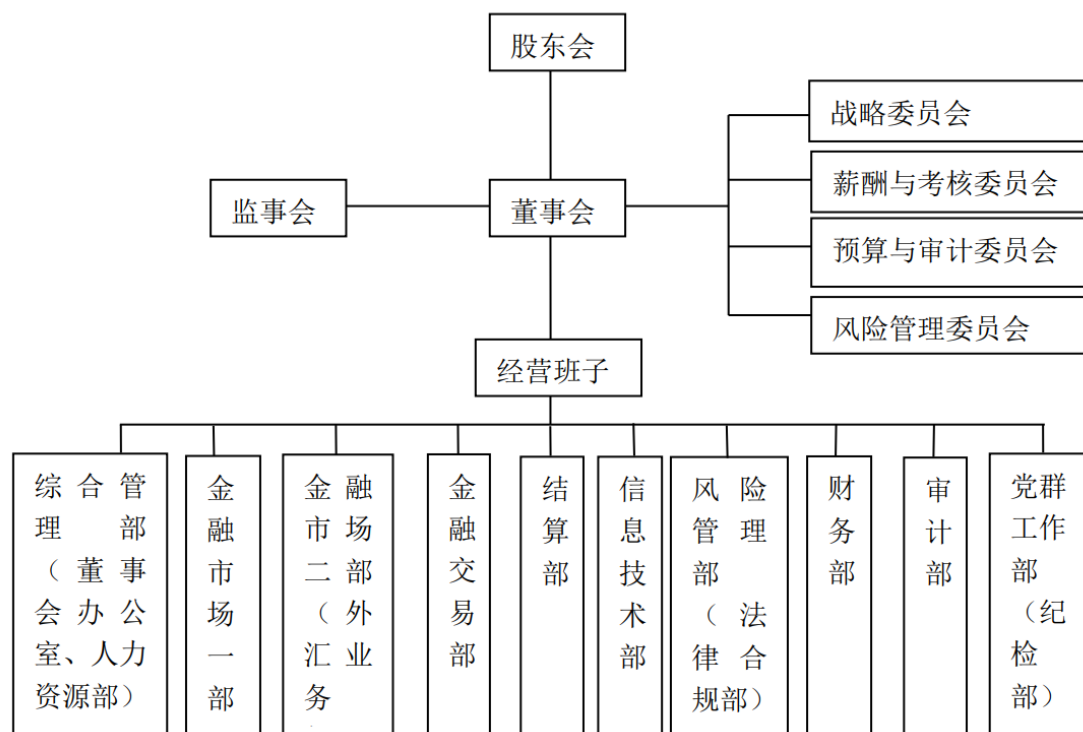 股东会
战略委员会
薪酬与考核委员会
监事会
董事会
预算与审计委员会
风险管理委员会
经营班子
综合管
理部
（董事
会办公
室、人力
资源部）
金
融
市
场
一
部
金融
市场
二部
（外
汇业
务
金
融
交
易
部
结
算
部
信
息
技
术
部
风险
管理
部
（法
律合
规部）
财
务
部
审
计
部
党群
工作
部
（纪
检
部）